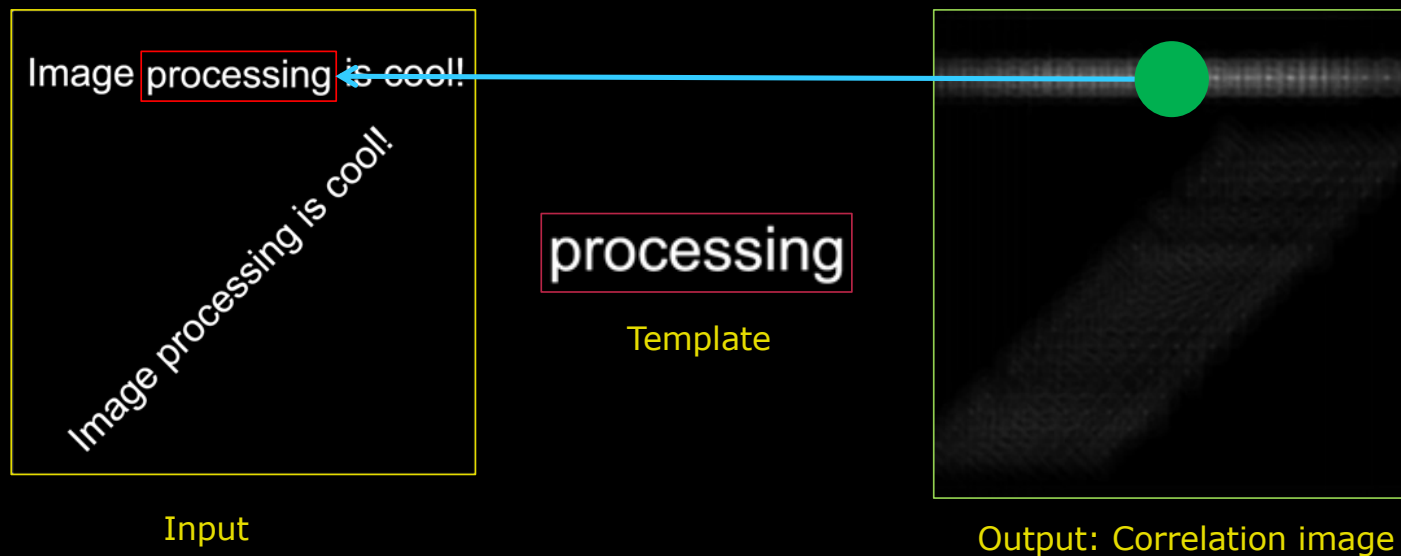 Image processing is cool!
Image processing is cool!
processing
Template
Input
Output: Correlation image